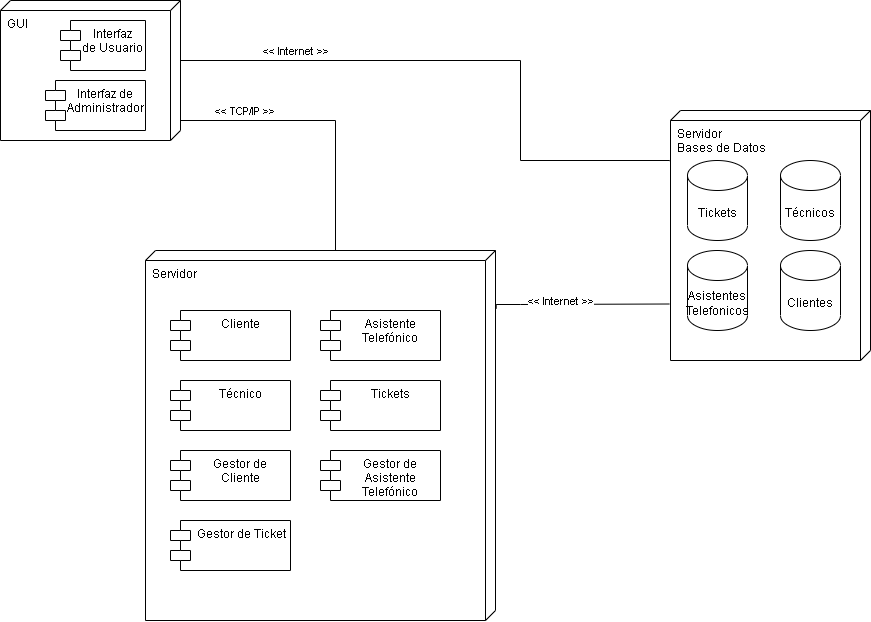 GUI
Interfaz
de Usuario
Interfaz de
Administrador
<< Internet >>
<< TCP/IP >>
Servidor
Bases de Datos
Tickets
Técnicos
Asistentes
Telefonicos
Clientes
<< Internet >>
Servidor
Cliente
Asistente
Telefónico
Técnico
Tickets
Gestor de
Cliente
Gestor de
Asistente
Telefónico
Gestor de Ticket